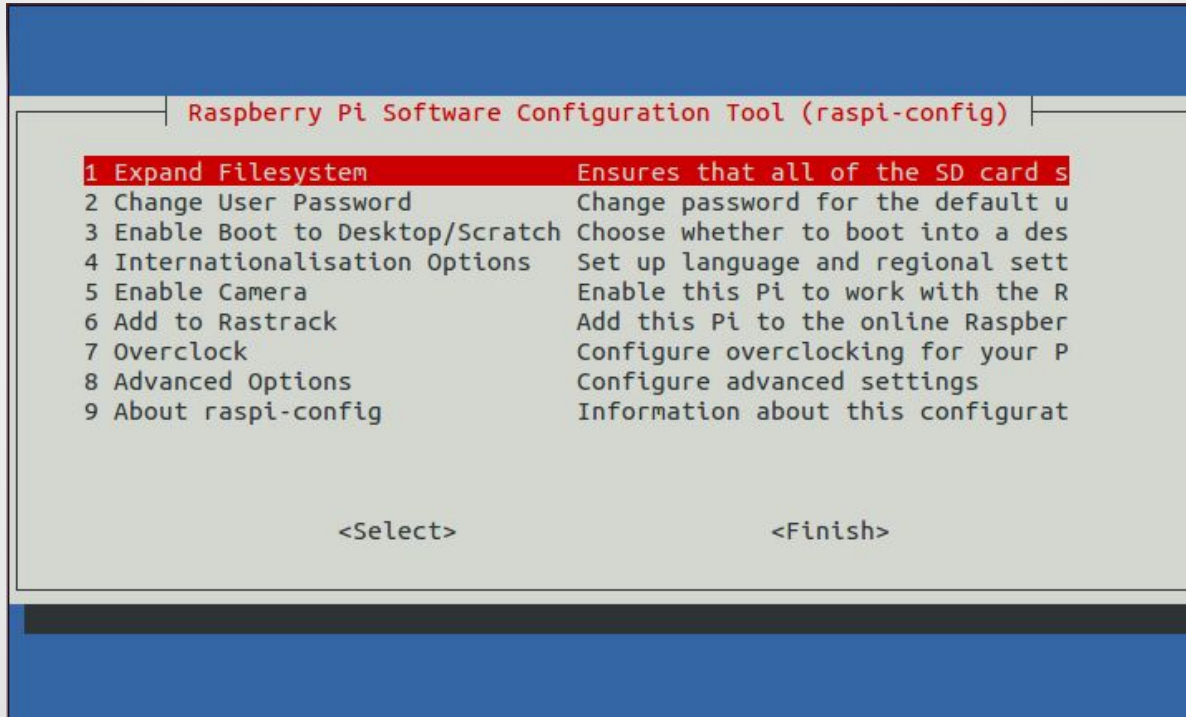 Raspberry Pi Software Configuration Tool (raspi-config)
1 Expand Filesystem Ensures that all of the SD card s
2 Change User Password Change password for the default u
3 Enable Boot to Desktop/Scratch Choose whether to boot into a des
4 Internationalisation Options Set up language and regional sett
5 Enable Camera Enable this Pi to work with the R
6 Add to Rastrack Add this Pi to the online Raspber
7 Overclock Configure overclocking for your P
8 Advanced Options Configure advanced settings
9 About raspi-config Information about this configurat
<Select> <Finish>